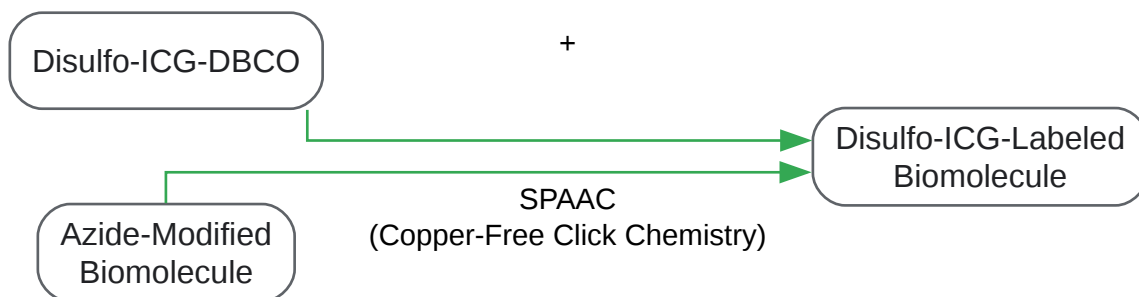 Disulfo-ICG-DBCO
+
Disulfo-ICG-Labeled
Biomolecule
SPAAC
(Copper-Free Click Chemistry)
Azide-Modified
Biomolecule